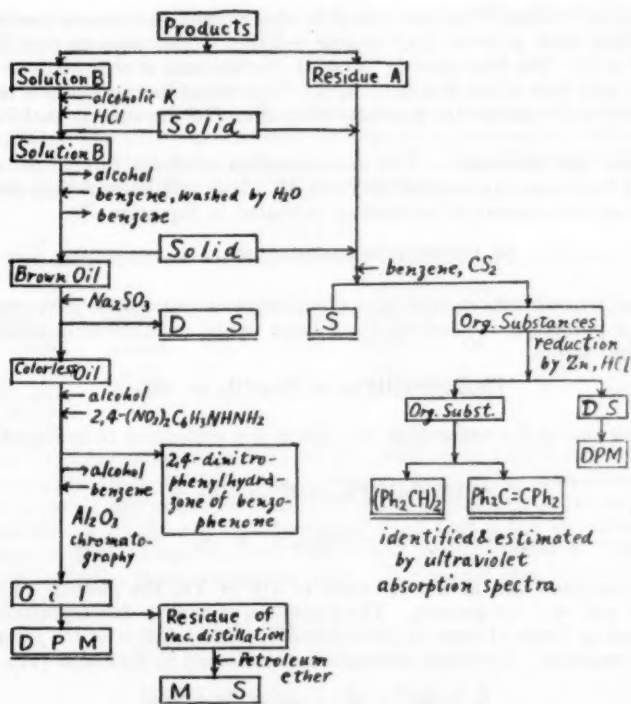 Products
Solution B
Residue A
alcoholic K
HCl
Solid
Solution B
alcohol
benzene, washed by H2O
benzene
Solid
Brown Oil
benzene, CS2
Na2SO3
D S
S
Org. Substances
reduction
by Zn, HCl
Colorless Oil
alcohol
2,4-(NO2)2C6H3NHNH2
Org. Subst.
D S
DPM
2,4-dinitro-
phenylhydra-
zone of benzo-
phenone
alcohol
benzene
Al2O3
chromato-
graphy
(Ph2CH)2
Ph2C=CPh2
identified & estimated
by ultraviolet
absorption spectra
Oil
DPM
Residue of
vac. distillation
Petroleum
ether
M S